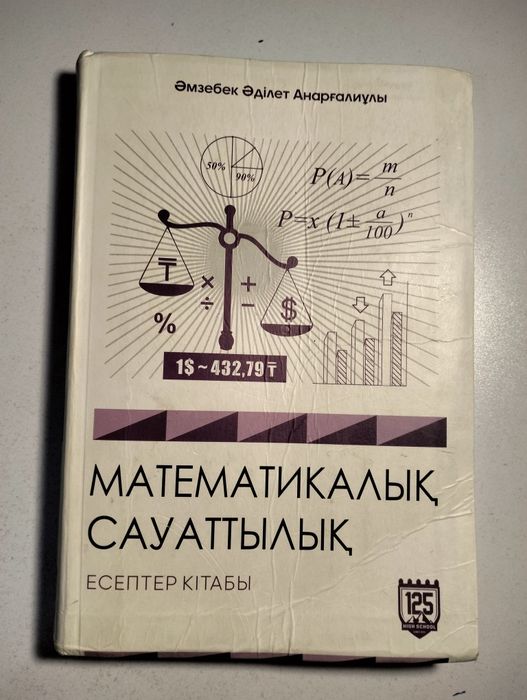 Әмзебек Әділет Анарғалиұлы
50%
90%
P(A)= m/n
P=x (1± a/100)ⁿ
₸
× +
÷ −
$
%
1$ ~ 432,79 ₸
МАТЕМАТИКАЛЫҚ
САУАТТЫЛЫҚ
ЕСЕПТЕР КІТАБЫ
125
HIGH SCHOOL